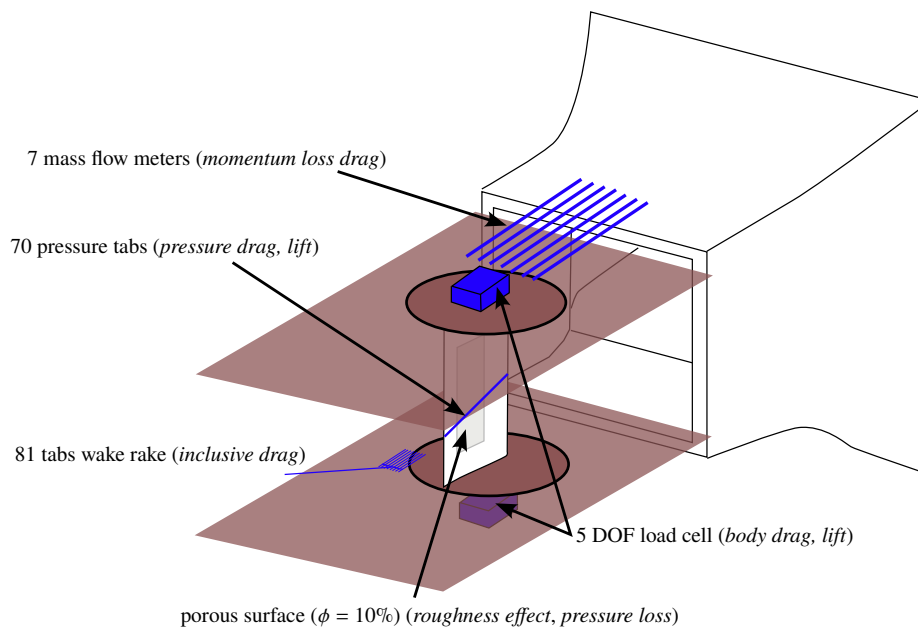 7 mass flow meters (momentum loss drag)
70 pressure tabs (pressure drag, lift)
81 tabs wake rake (inclusive drag)
5 DOF load cell (body drag, lift)
porous surface (ϕ = 10%) (roughness effect, pressure loss)